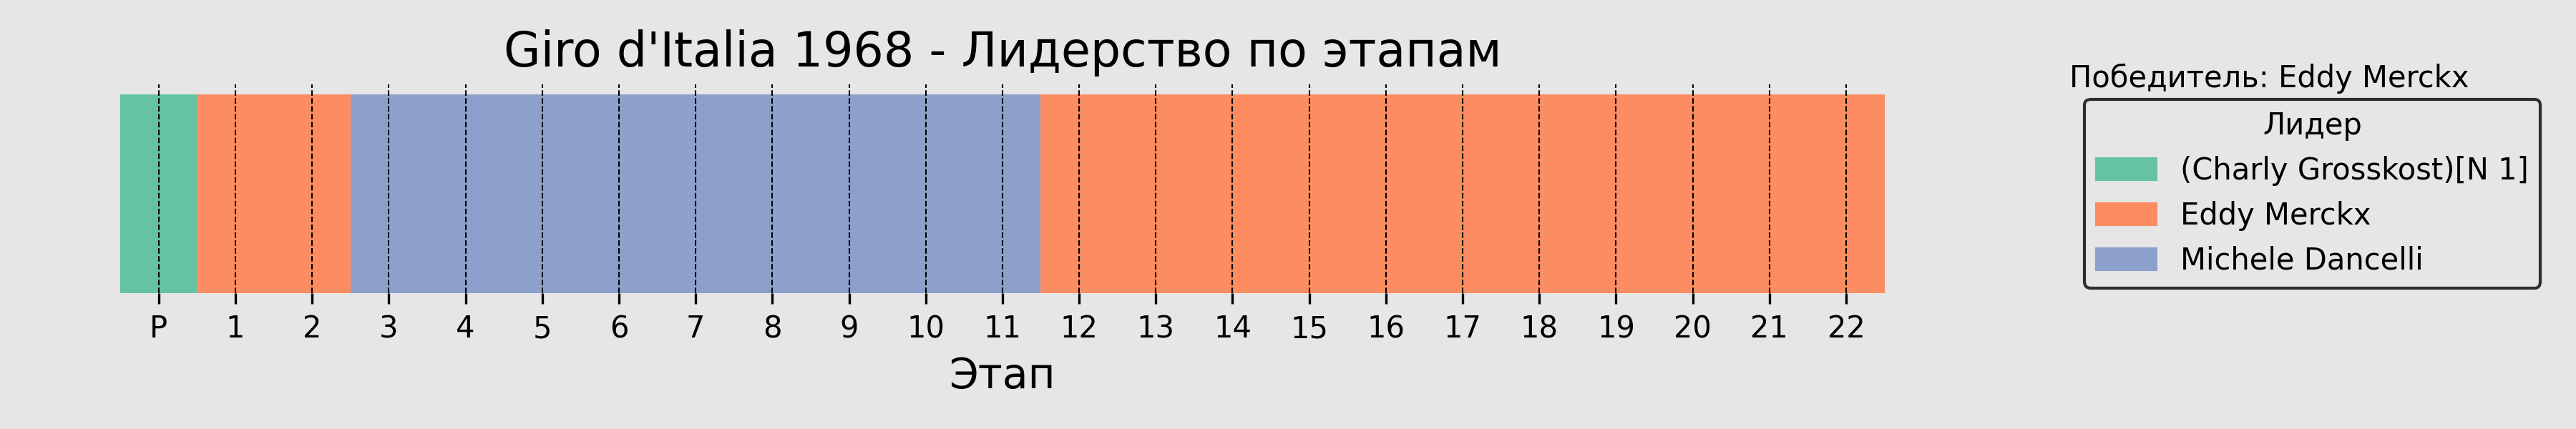 Giro d'Italia 1968 - Лидерство по этапам
Победитель: Eddy Merckx
Лидер
(Charly Grosskost)[N 1]
Eddy Merckx
Michele Dancelli
P 1 2 3 4 5 6 7 8 9 10 11 12 13 14 15 16 17 18 19 20 21 22
Этап